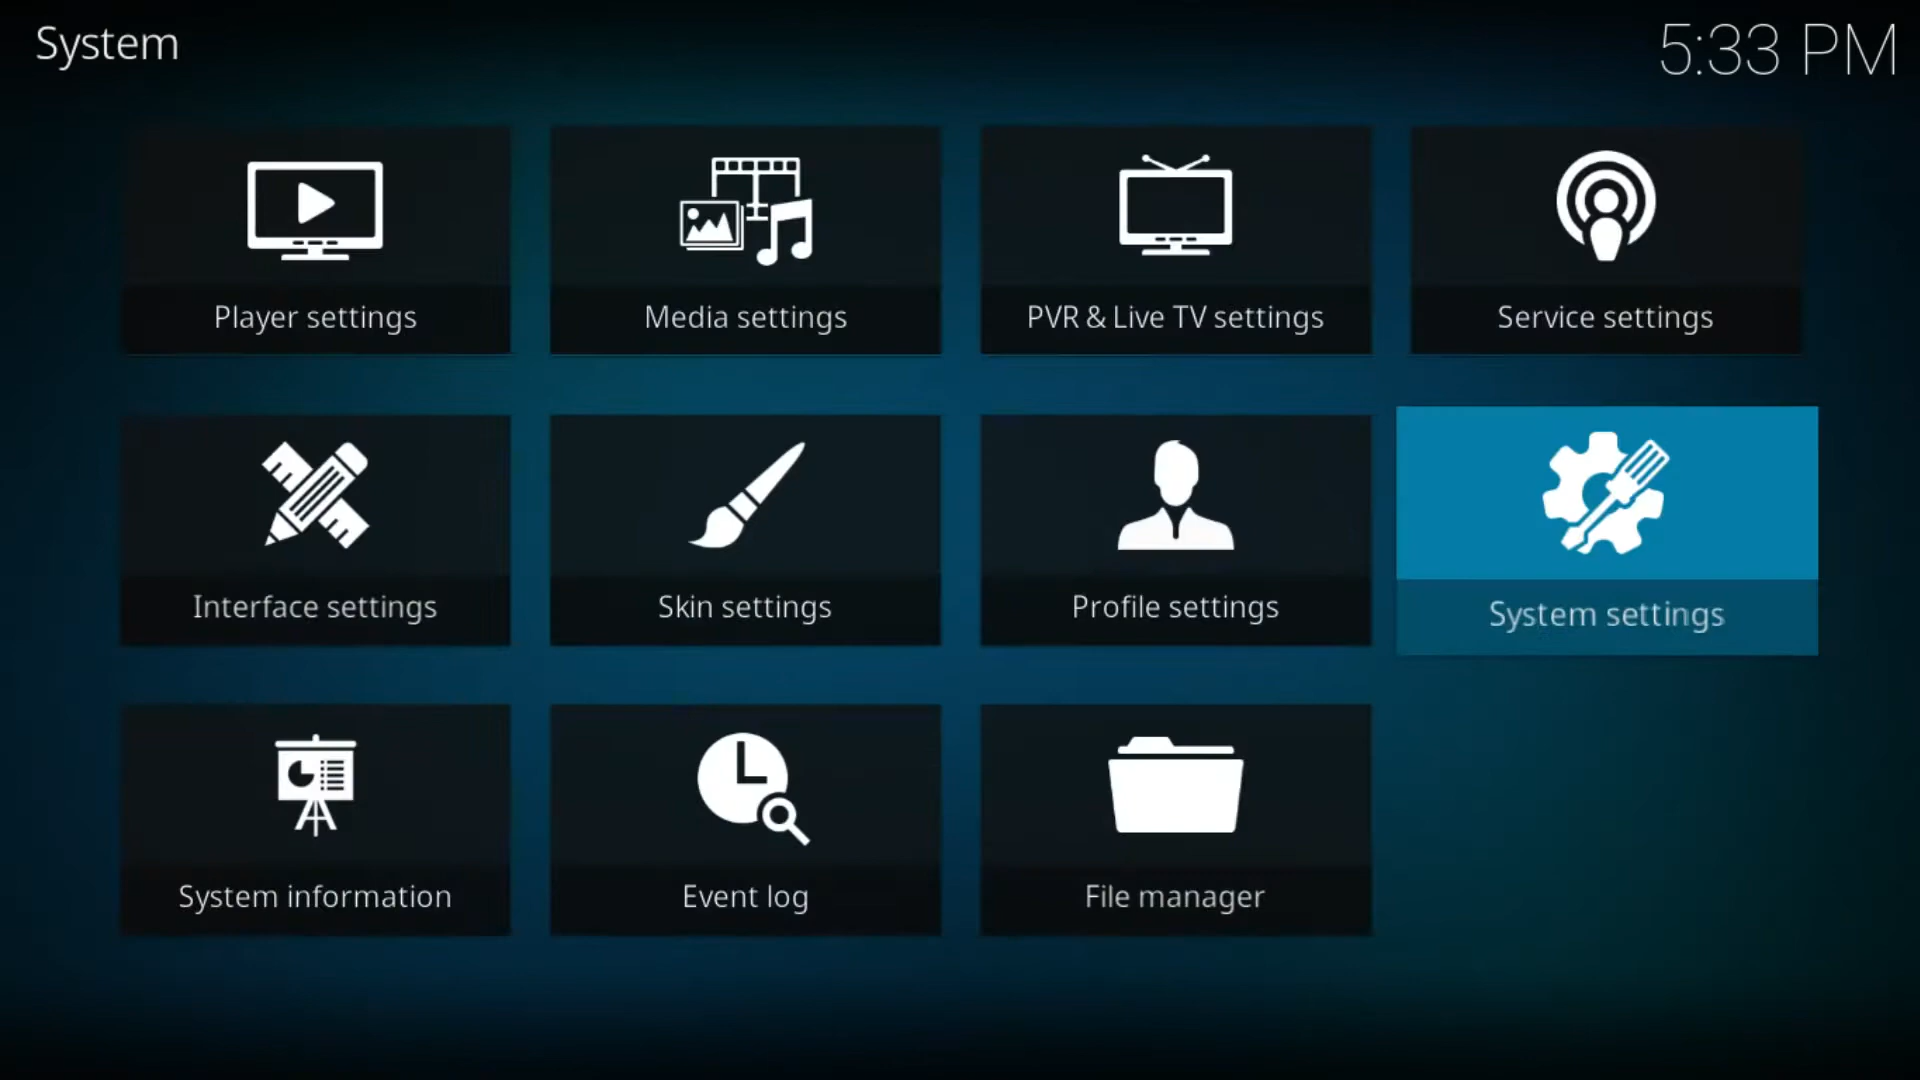 System
5:33 PM
Player settings
Media settings
PVR & Live TV settings
Service settings
Interface settings
Skin settings
Profile settings
System settings
System information
Event log
File manager